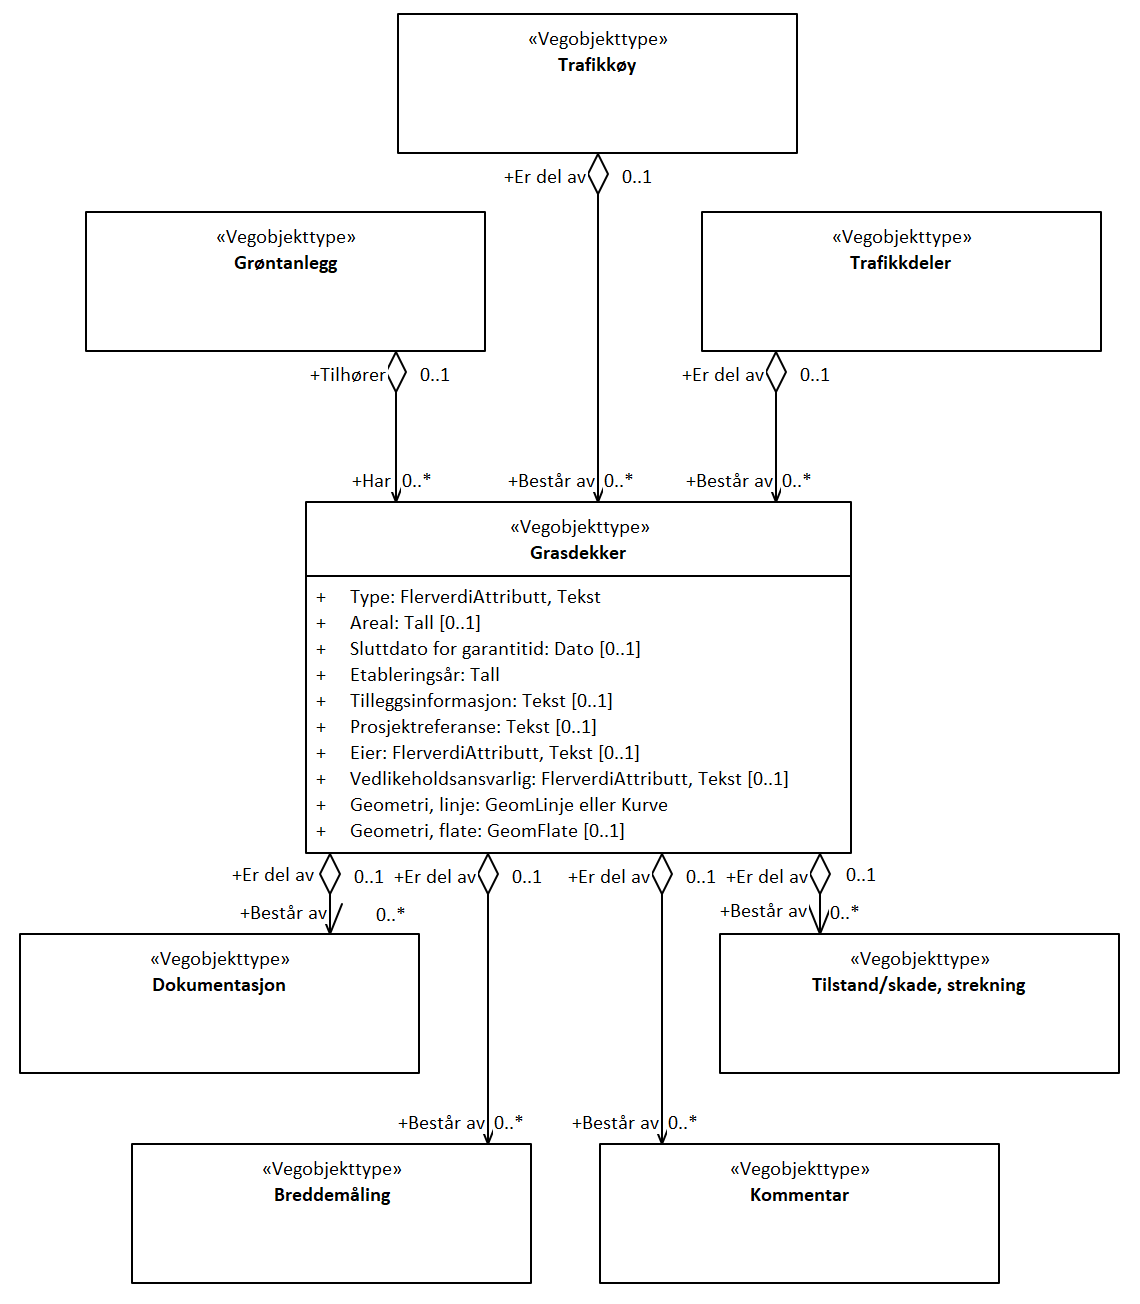 «Vegobjekttype»
Trafikkøy
+Er del av 0..1
«Vegobjekttype»
Grøntanlegg
«Vegobjekttype»
Trafikkdeler
+Tilhører 0..1
+Er del av 0..1
+Har 0..*
+Består av 0..*
+Består av 0..*
«Vegobjekttype»
Grasdekker
+ Type: FlerverdiAttributt, Tekst
+ Areal: Tall [0..1]
+ Sluttdato for garantitid: Dato [0..1]
+ Etableringsår: Tall
+ Tilleggsinformasjon: Tekst [0..1]
+ Prosjektreferanse: Tekst [0..1]
+ Eier: FlerverdiAttributt, Tekst [0..1]
+ Vedlikeholdsansvarlig: FlerverdiAttributt, Tekst [0..1]
+ Geometri, linje: GeomLinje eller Kurve
+ Geometri, flate: GeomFlate [0..1]
+Er del av 0..1
+Er del av 0..1
+Er del av 0..1
+Er del av 0..1
+Består av 0..*
+Består av 0..*
«Vegobjekttype»
Dokumentasjon
«Vegobjekttype»
Tilstand/skade, strekning
+Består av 0..*
+Består av 0..*
«Vegobjekttype»
Breddemåling
«Vegobjekttype»
Kommentar